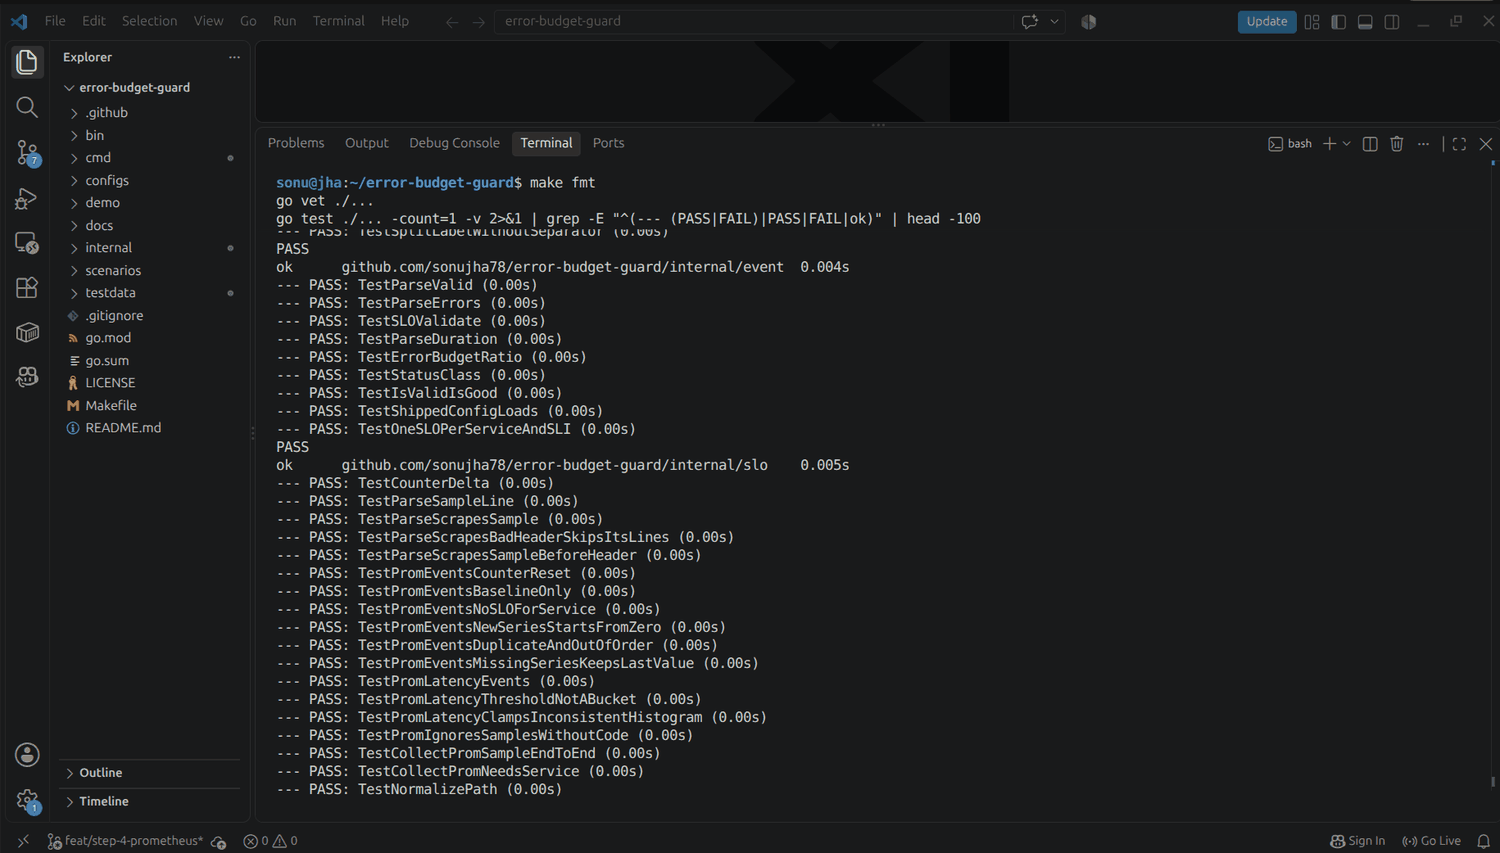 File Edit Selection View Go Run Terminal Help error-budget-guard Update
Explorer
error-budget-guard
.github
bin
cmd
configs
demo
docs
internal
scenarios
testdata
.gitignore
go.mod
go.sum
LICENSE
Makefile
README.md
Outline
Timeline
7
1
Problems Output Debug Console Terminal Ports bash
sonu@jha:~/error-budget-guard$ make fmt
go vet ./...
go test ./... -count=1 -v 2>&1 | grep -E "^(--- (PASS|FAIL)|PASS|FAIL|ok)" | head -100
--- PASS: TestSplitLabelWithoutSeparator (0.00s)
PASS
ok github.com/sonujha78/error-budget-guard/internal/event 0.004s
--- PASS: TestParseValid (0.00s)
--- PASS: TestParseErrors (0.00s)
--- PASS: TestSLOValidate (0.00s)
--- PASS: TestParseDuration (0.00s)
--- PASS: TestErrorBudgetRatio (0.00s)
--- PASS: TestStatusClass (0.00s)
--- PASS: TestIsValidIsGood (0.00s)
--- PASS: TestShippedConfigLoads (0.00s)
--- PASS: TestOneSLOPerServiceAndSLI (0.00s)
PASS
ok github.com/sonujha78/error-budget-guard/internal/slo 0.005s
--- PASS: TestCounterDelta (0.00s)
--- PASS: TestParseSampleLine (0.00s)
--- PASS: TestParseScrapesSample (0.00s)
--- PASS: TestParseScrapesBadHeaderSkipsItsLines (0.00s)
--- PASS: TestParseScrapesSampleBeforeHeader (0.00s)
--- PASS: TestPromEventsCounterReset (0.00s)
--- PASS: TestPromEventsBaselineOnly (0.00s)
--- PASS: TestPromEventsNoSLOForService (0.00s)
--- PASS: TestPromEventsNewSeriesStartsFromZero (0.00s)
--- PASS: TestPromEventsDuplicateAndOutOfOrder (0.00s)
--- PASS: TestPromEventsMissingSeriesKeepsLastValue (0.00s)
--- PASS: TestPromLatencyEvents (0.00s)
--- PASS: TestPromLatencyThresholdNotABucket (0.00s)
--- PASS: TestPromLatencyClampsInconsistentHistogram (0.00s)
--- PASS: TestPromIgnoresSamplesWithoutCode (0.00s)
--- PASS: TestCollectPromSampleEndToEnd (0.00s)
--- PASS: TestCollectPromNeedsService (0.00s)
--- PASS: TestNormalizePath (0.00s)
feat/step-4-prometheus* 0 0 Sign In Go Live